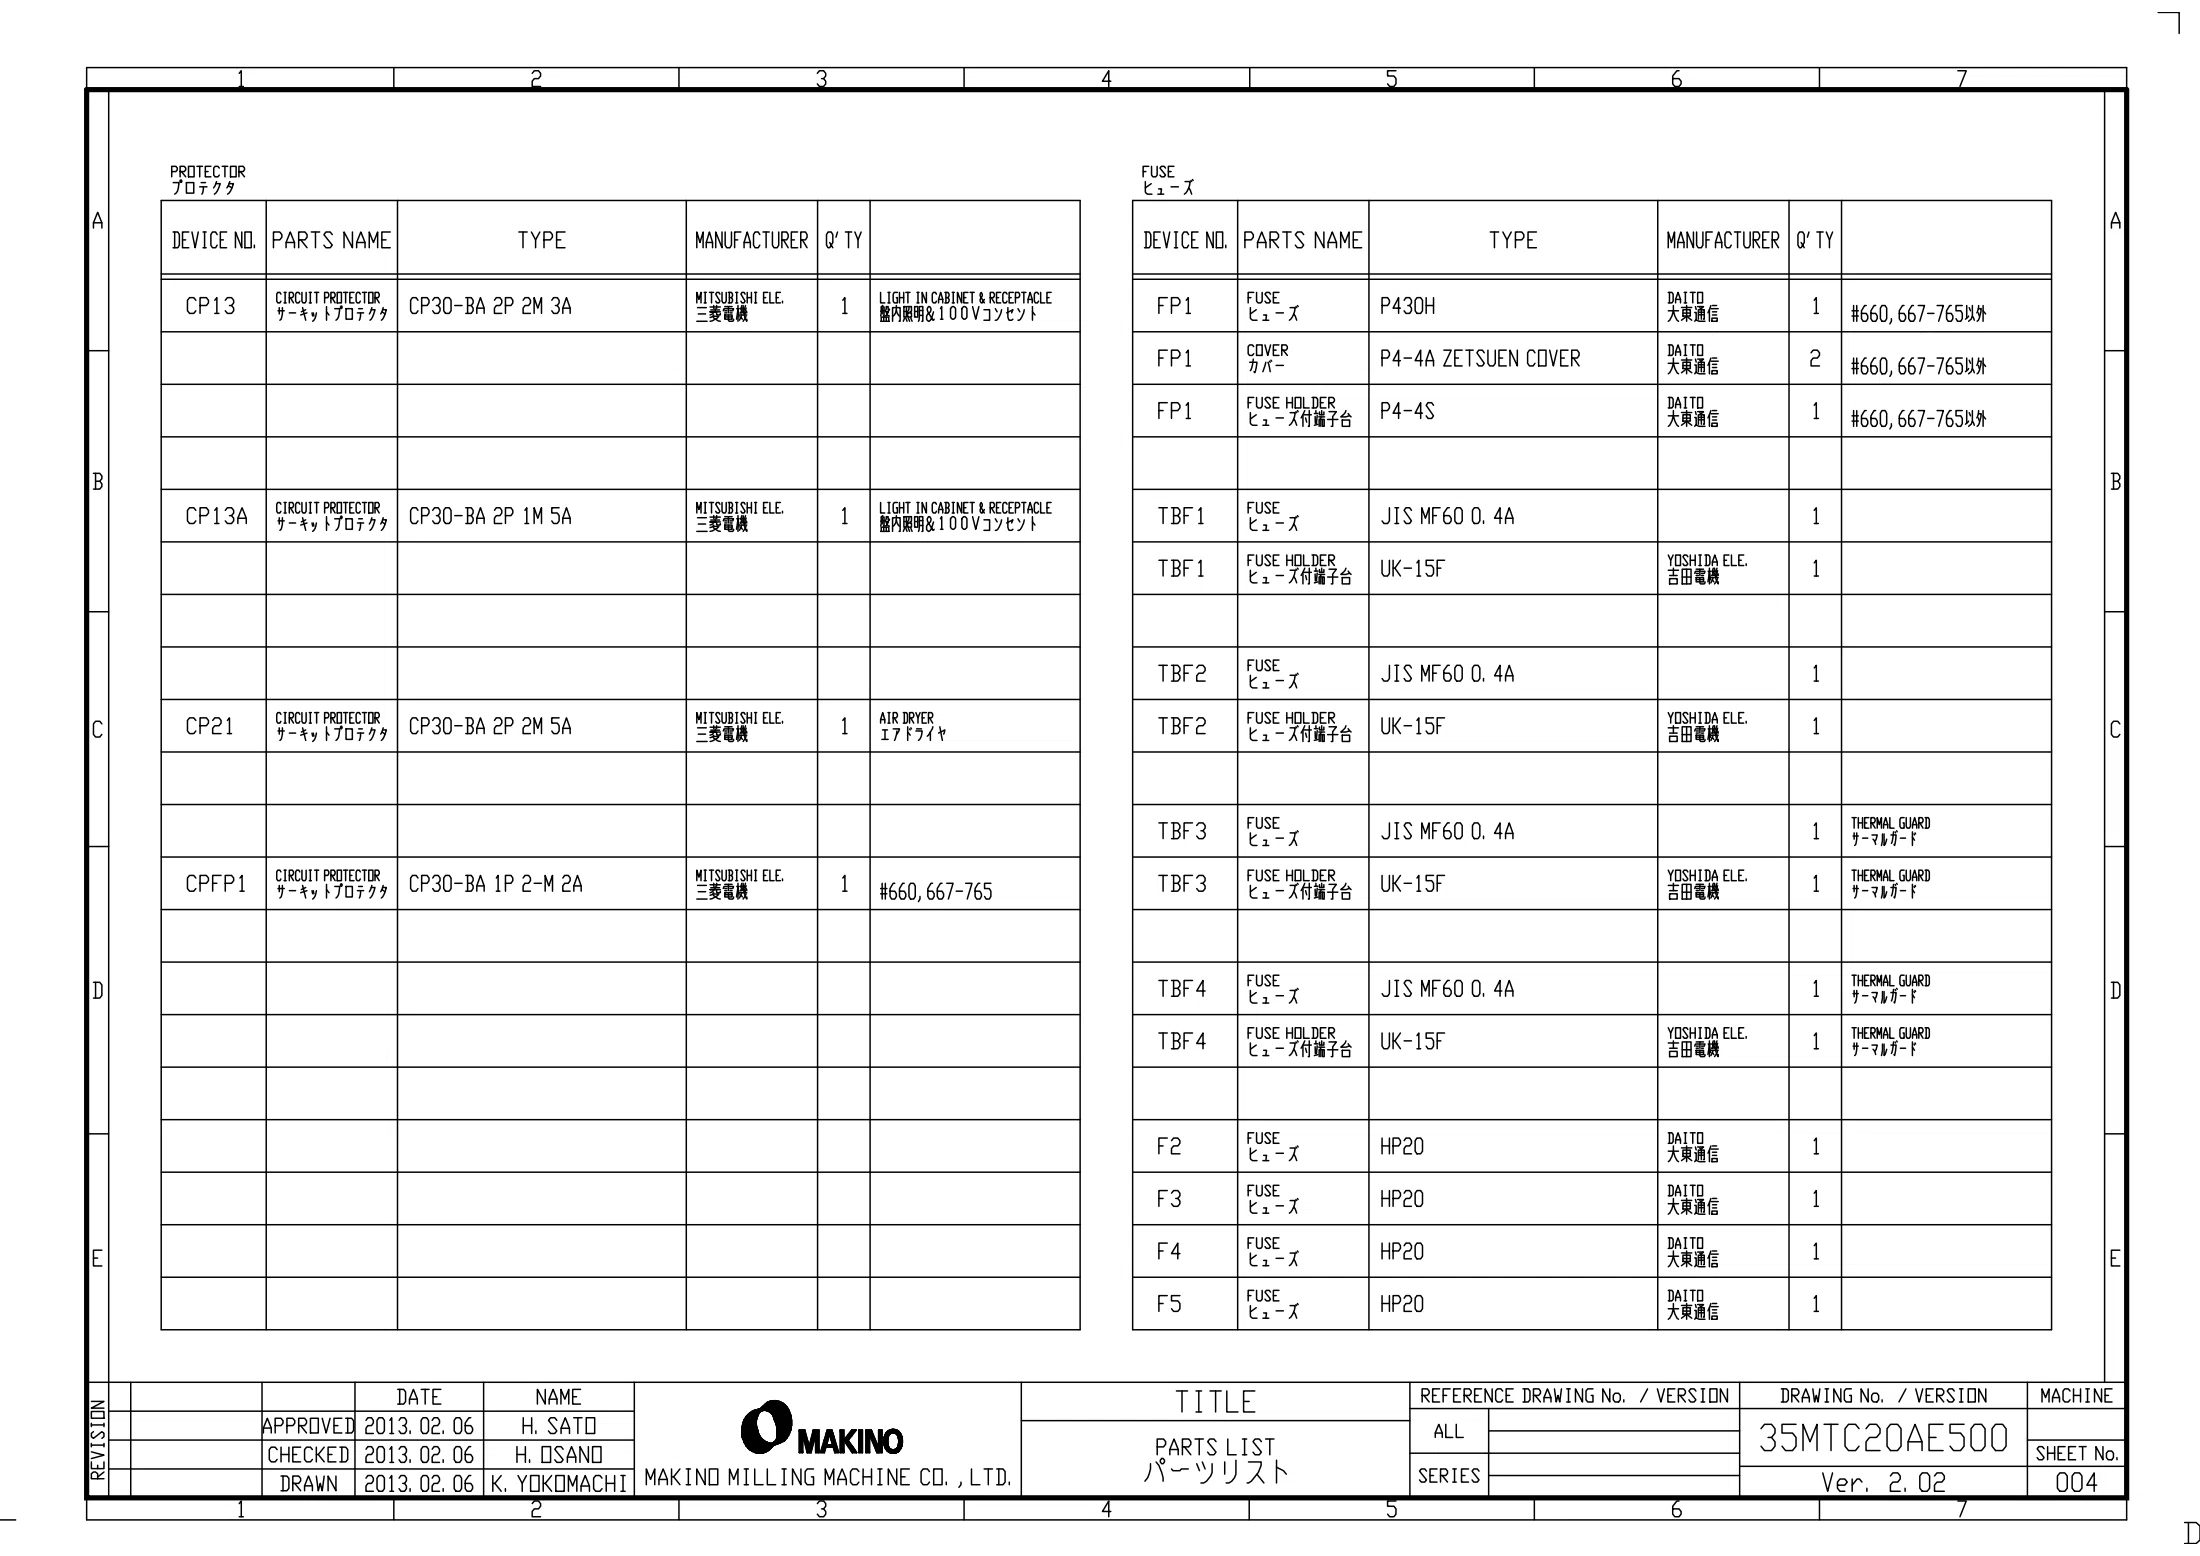 1 2 3 4 5 6 7
PROTECTOR
プロテクタ
DEVICE NO. PARTS NAME TYPE MANUFACTURER Q'TY
CP13 CIRCUIT PROTECTOR CP30-BA 2P 2M 3A MITSUBISHI ELE. 1 LIGHT IN CABINET & RECEPTACLE
サーキットプロテクタ 三菱電機 盤内照明&100Vコンセント
CP13A CIRCUIT PROTECTOR CP30-BA 2P 1M 5A MITSUBISHI ELE. 1 LIGHT IN CABINET & RECEPTACLE
サーキットプロテクタ 三菱電機 盤内照明&100Vコンセント
CP21 CIRCUIT PROTECTOR CP30-BA 2P 2M 5A MITSUBISHI ELE. 1 AIR DRYER
サーキットプロテクタ 三菱電機 エアドライヤ
CPFP1 CIRCUIT PROTECTOR CP30-BA 1P 2-M 2A MITSUBISHI ELE. 1
サーキットプロテクタ 三菱電機 #660,667-765
FUSE
ヒューズ
DEVICE NO. PARTS NAME TYPE MANUFACTURER Q'TY
FP1 FUSE P430H DAITO 1
ヒューズ 大東通信 #660,667-765以外
FP1 COVER P4-4A ZETSUEN COVER DAITO 2
カバー 大東通信 #660,667-765以外
FP1 FUSE HOLDER P4-4S DAITO 1
ヒューズ付端子台 大東通信 #660,667-765以外
TBF1 FUSE JIS MF60 0.4A 1
ヒューズ
TBF1 FUSE HOLDER UK-15F YOSHIDA ELE. 1
ヒューズ付端子台 吉田電機
TBF2 FUSE JIS MF60 0.4A 1
ヒューズ
TBF2 FUSE HOLDER UK-15F YOSHIDA ELE. 1
ヒューズ付端子台 吉田電機
TBF3 FUSE JIS MF60 0.4A 1 THERMAL GUARD
ヒューズ サーマルガード
TBF3 FUSE HOLDER UK-15F YOSHIDA ELE. 1 THERMAL GUARD
ヒューズ付端子台 吉田電機 サーマルガード
TBF4 FUSE JIS MF60 0.4A 1 THERMAL GUARD
ヒューズ サーマルガード
TBF4 FUSE HOLDER UK-15F YOSHIDA ELE. 1 THERMAL GUARD
ヒューズ付端子台 吉田電機 サーマルガード
F2 FUSE HP20 DAITO 1
ヒューズ 大東通信
F3 FUSE HP20 DAITO 1
ヒューズ 大東通信
F4 FUSE HP20 DAITO 1
ヒューズ 大東通信
F5 FUSE HP20 DAITO 1
ヒューズ 大東通信
A A
B B
C C
D D
E E
REVISION
DATE NAME
APPROVED 2013.02.06 H. SATO
CHECKED 2013.02.06 H. OSANO
DRAWN 2013.02.06 K. YOKOMACHI
MAKINO
MAKINO MILLING MACHINE CO.,LTD.
TITLE
PARTS LIST
パーツリスト
REFERENCE DRAWING No. / VERSION
ALL
SERIES
DRAWING No. / VERSION
35MTC20AE500
Ver. 2.02
MACHINE
SHEET No.
004
1 2 3 4 5 6 7
D